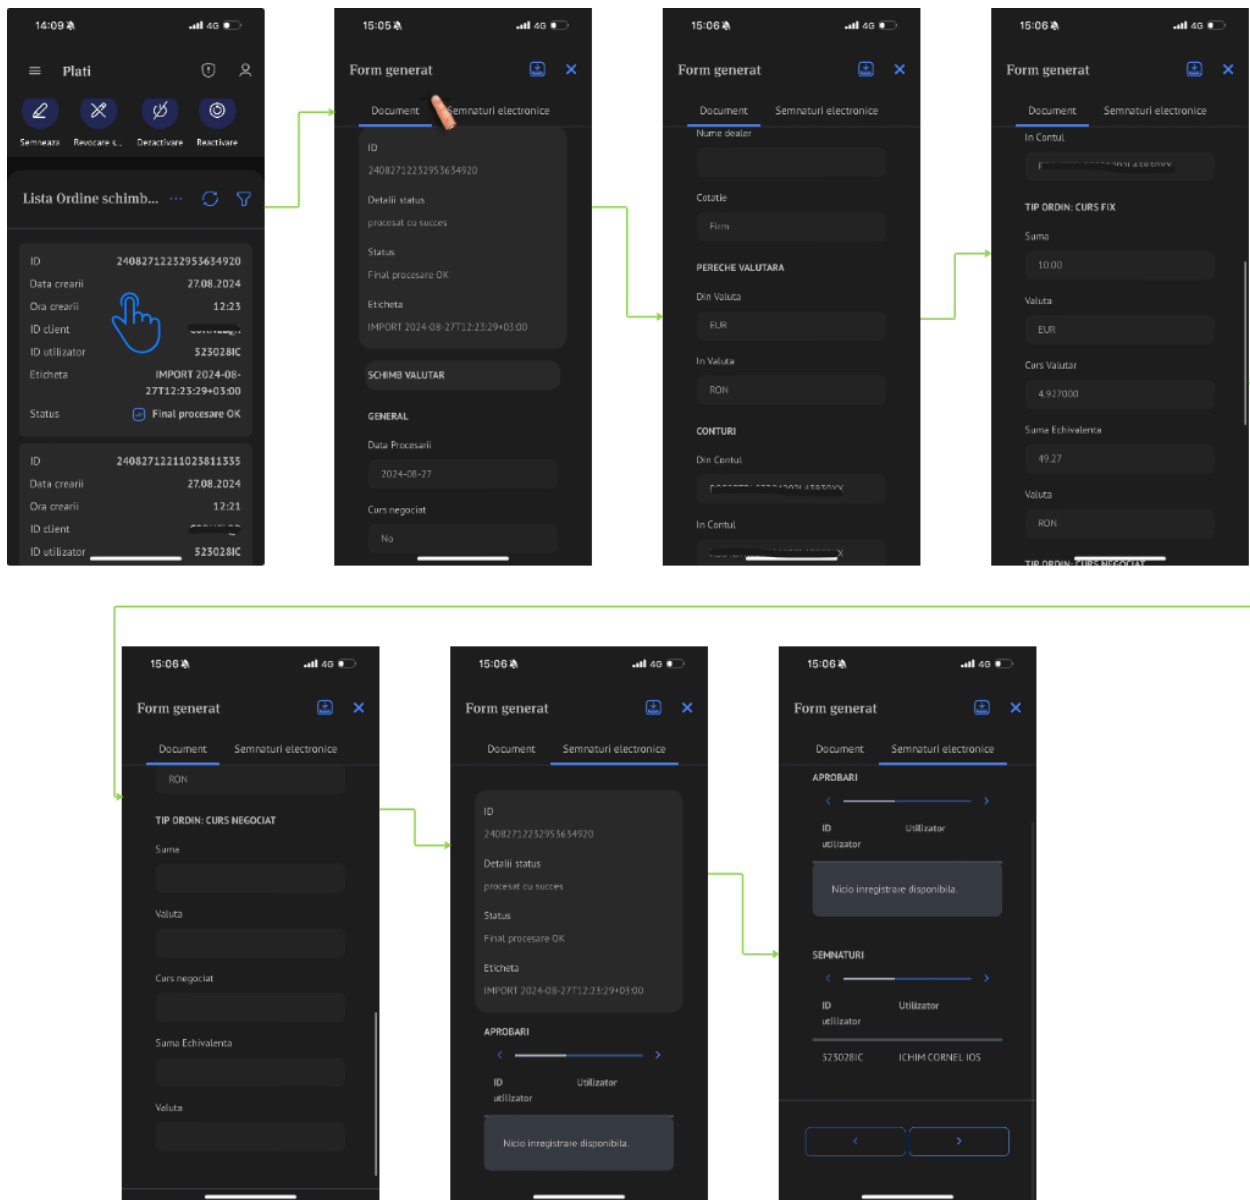 14:09
4G
Plati
Semneaza Revocare s... Dezactivare Reactivare
Lista Ordine schimb... ...
ID 24082712232953634920
Data crearii 27.08.2024
Ora crearii 12:23
ID client
ID utilizator 523028IC
Eticheta IMPORT 2024-08-
27T12:23:29+03:00
Status Final procesare OK
ID 24082712211023811335
Data crearii 27.08.2024
Ora crearii 12:21
ID client
ID utilizator 523028IC
15:05
4G
Form generat
Document Semnaturi electronice
ID
24082712232953634920
Detalii status
procesat cu succes
Status
Final procesare OK
Eticheta
IMPORT 2024-08-27T12:23:29+03:00
SCHIMB VALUTAR
GENERAL
Data Procesarii
2024-08-27
Curs negociat
No
15:06
4G
Form generat
Document Semnaturi electronice
Nume dealer
Cotatie
Firm
PERECHE VALUTARA
Din Valuta
EUR
In Valuta
RON
CONTURI
Din Contul
In Contul
15:06
4G
Form generat
Document Semnaturi electronice
In Contul
TIP ORDIN: CURS FIX
Suma
10.00
Valuta
EUR
Curs Valutar
4.927000
Suma Echivalenta
49.27
Valuta
RON
TIP ORDIN: CURS NEGOCIAT
15:06
4G
Form generat
Document Semnaturi electronice
RON
TIP ORDIN: CURS NEGOCIAT
Suma
Valuta
Curs negociat
Suma Echivalenta
Valuta
15:06
4G
Form generat
Document Semnaturi electronice
ID
24082712232953634920
Detalii status
procesat cu succes
Status
Final procesare OK
Eticheta
IMPORT 2024-08-27T12:23:29+03:00
APROBARI
ID Utilizator
utilizator
Nicio inregistrare disponibila.
15:06
4G
Form generat
Document Semnaturi electronice
APROBARI
ID Utilizator
utilizator
Nicio inregistrare disponibila.
SEMNATURI
ID Utilizator
utilizator
523028IC ICHIM CORNEL IOS